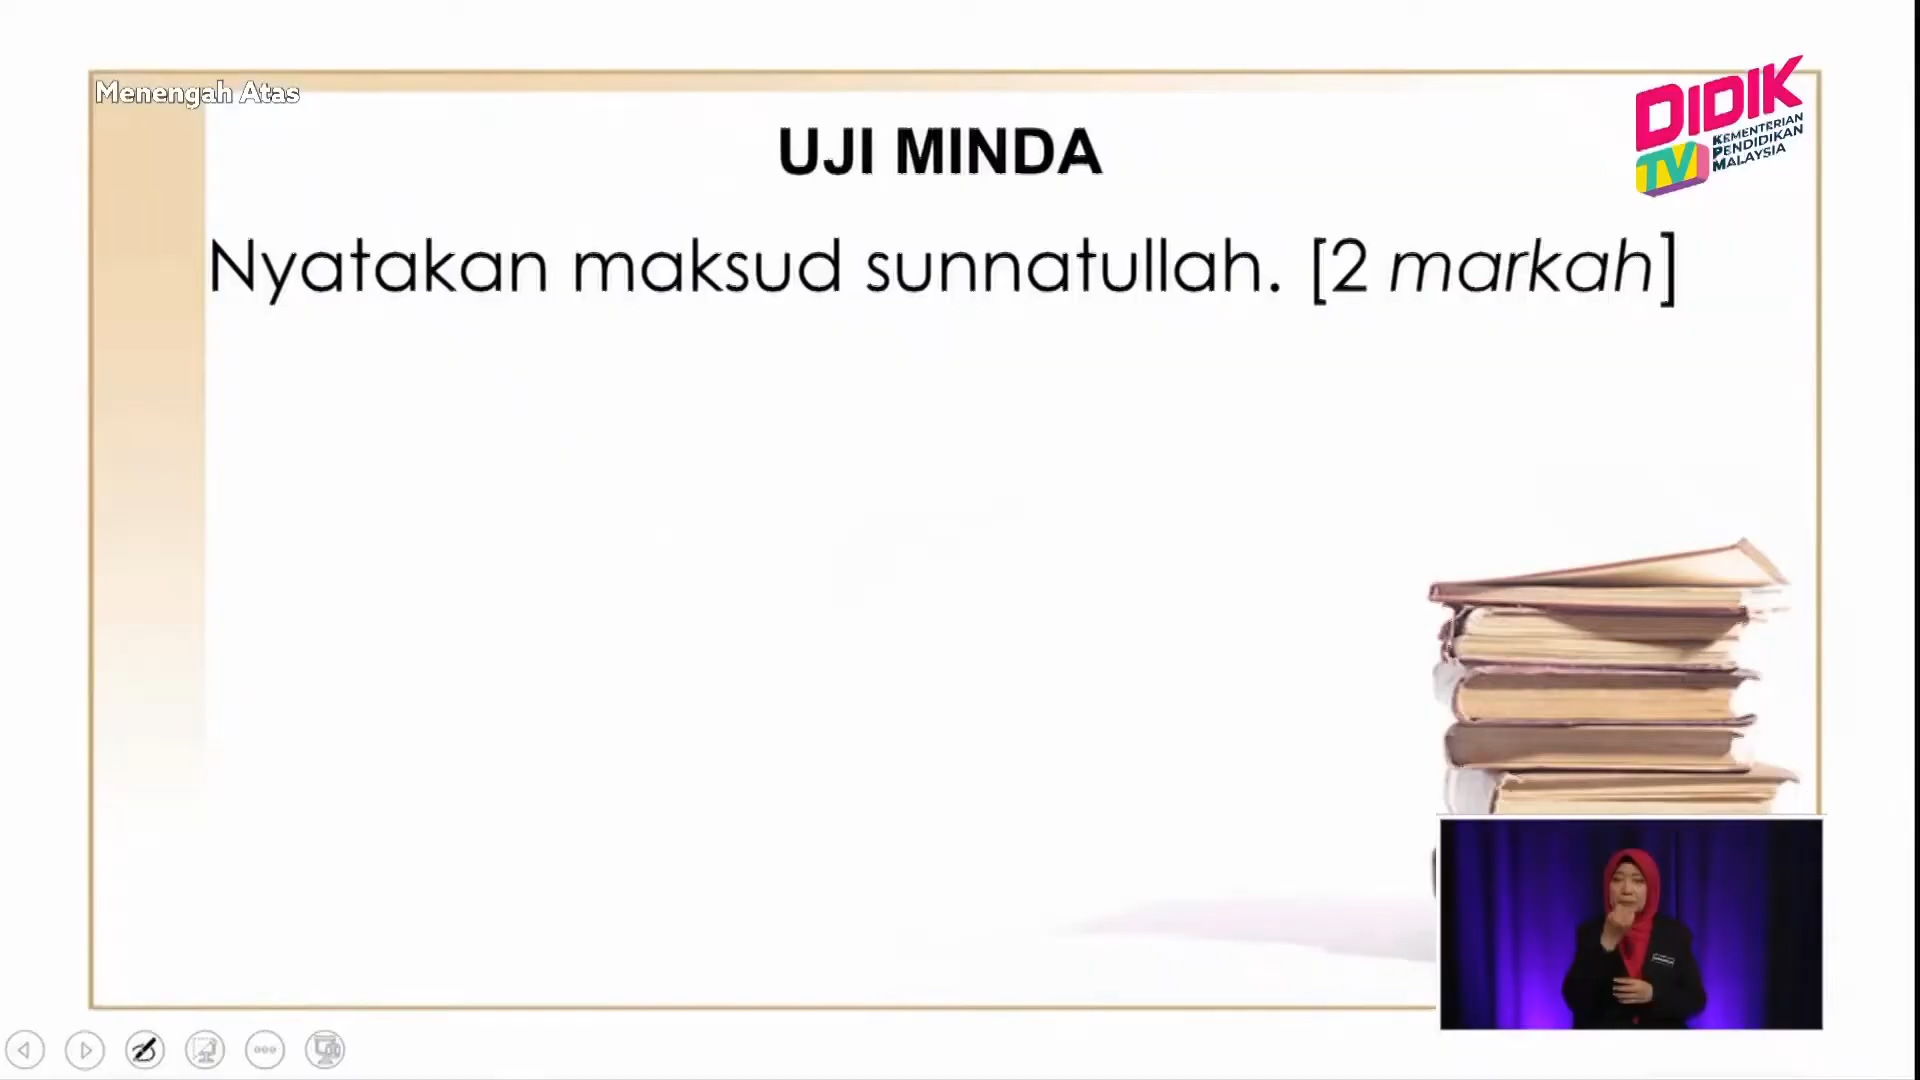 Menengah Atas
DIDIK
TV
KEMENTERIAN
PENDIDIKAN
MALAYSIA
UJI MINDA
Nyatakan maksud sunnatullah. [2 markah]